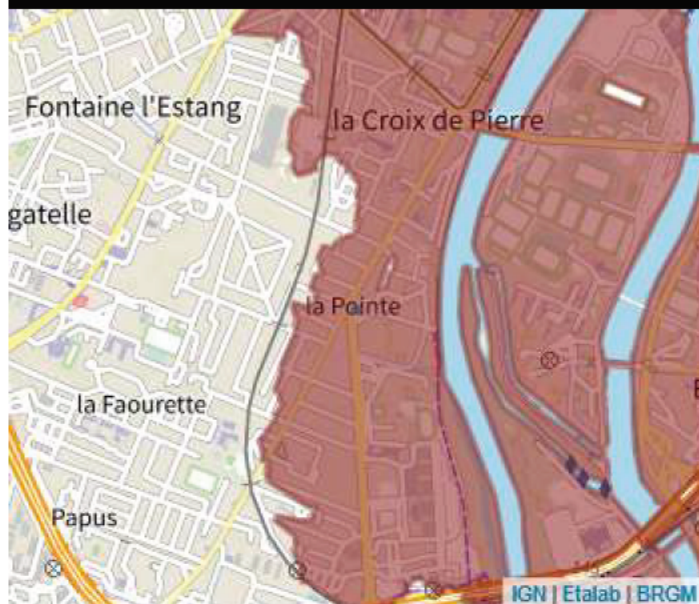 Fontaine l'Estang
la Croix de Pierre
gatelle
la Pointe
la Faourette
Papus
IGN | Etalab | BRGM